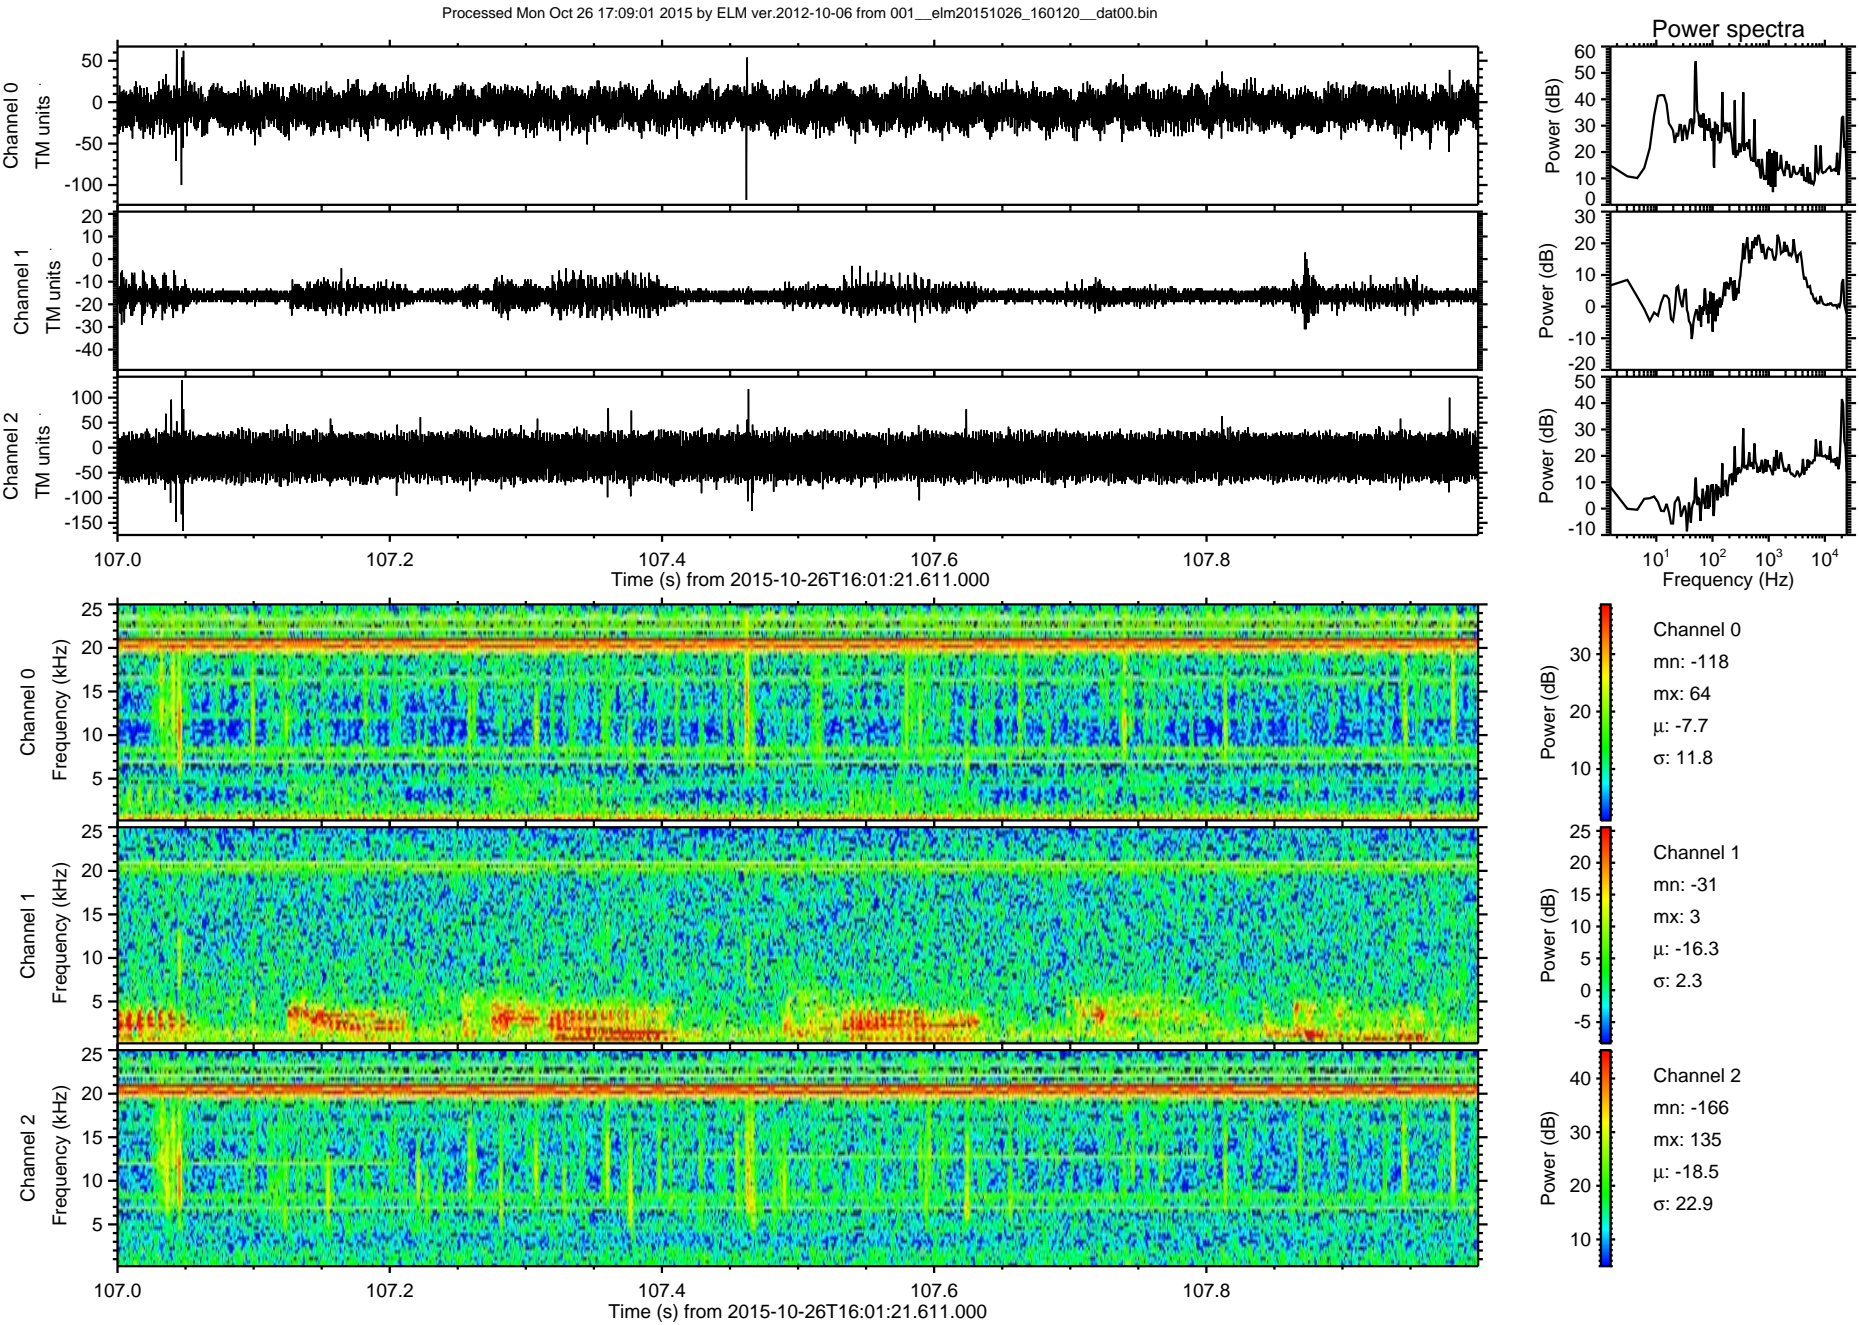 Processed Mon Oct 26 17:09:01 2015 by ELM ver.2012-10-06 from 001__elm20151026_160120__dat00.bin
Power spectra
Channel 0
TM units
50
0
-50
-100
Power (dB)
60
50
40
30
20
10
0
Channel 1
TM units
20
10
0
-10
-20
-30
-40
Power (dB)
30
20
10
0
-10
-20
Channel 2
TM units
100
50
0
-50
-100
-150
Power (dB)
50
40
30
20
10
0
-10
107.0 107.2 107.4 107.6 107.8
Time (s) from 2015-10-26T16:01:21.611.000
10¹ 10² 10³ 10⁴
Frequency (Hz)
Channel 0
Frequency (kHz)
25
20
15
10
5
Power (dB)
30
20
10
Channel 0
mn: -118
mx: 64
μ: -7.7
σ: 11.8
Channel 1
Frequency (kHz)
25
20
15
10
5
Power (dB)
25
20
15
10
5
0
-5
Channel 1
mn: -31
mx: 3
μ: -16.3
σ: 2.3
Channel 2
Frequency (kHz)
25
20
15
10
5
Power (dB)
40
30
20
10
Channel 2
mn: -166
mx: 135
μ: -18.5
σ: 22.9
107.0 107.2 107.4 107.6 107.8
Time (s) from 2015-10-26T16:01:21.611.000